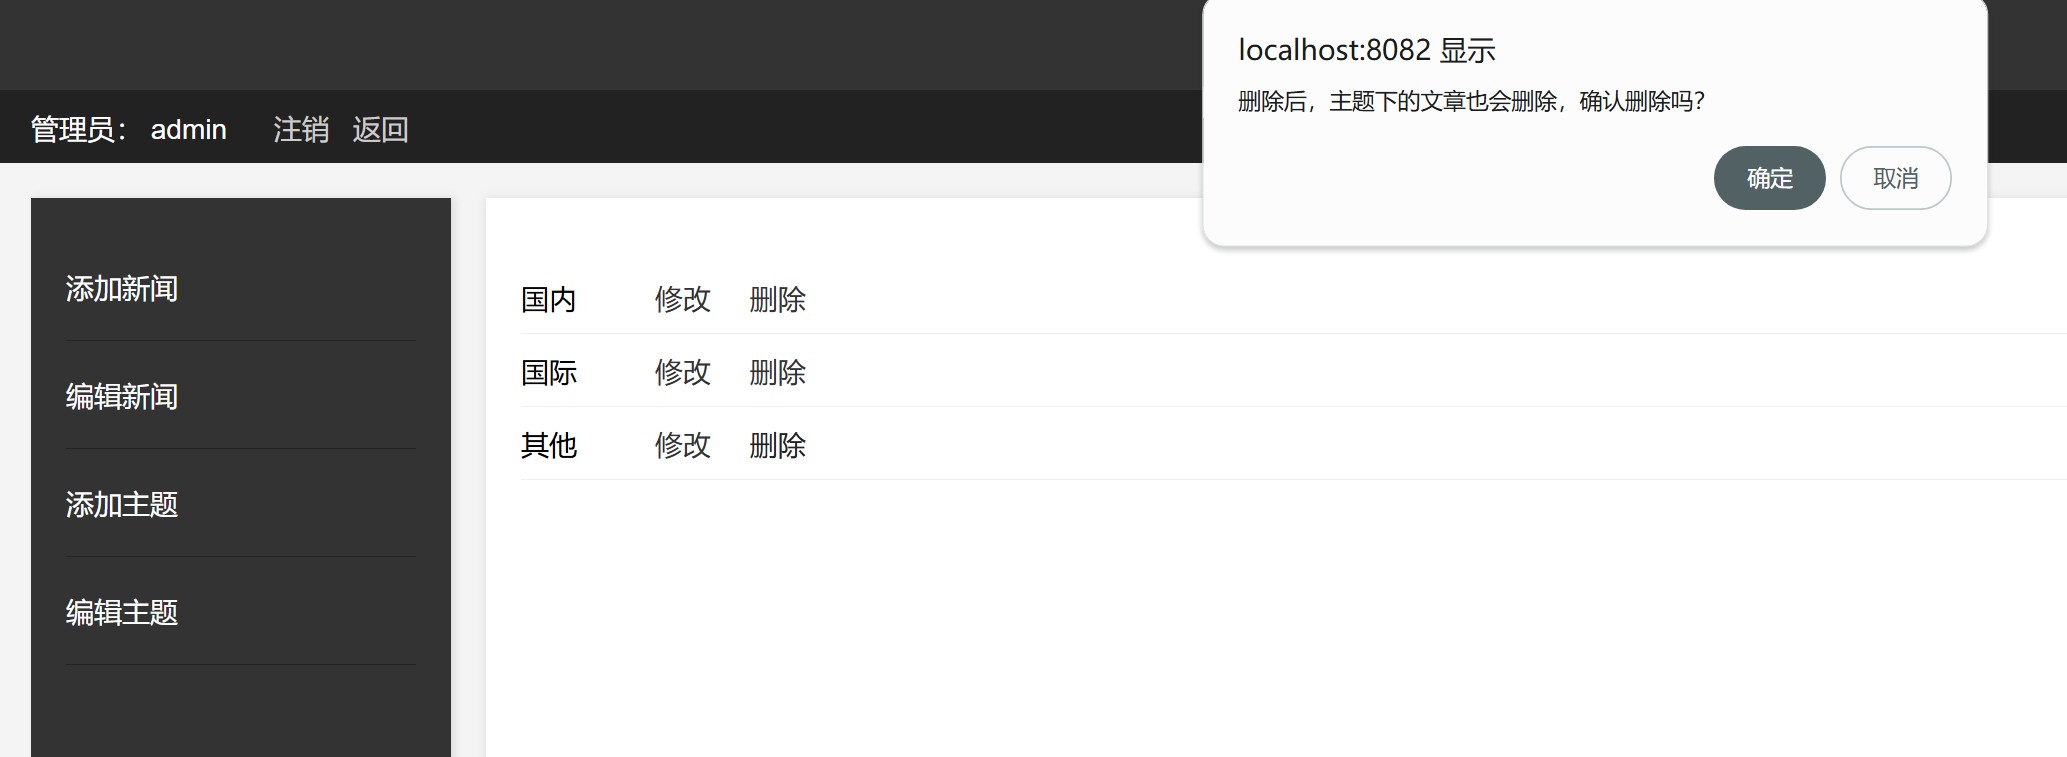 localhost:8082 显示
删除后，主题下的文章也会删除，确认删除吗？
确定 取消
管理员： admin 注销 返回
添加新闻
编辑新闻
添加主题
编辑主题
国内 修改 删除
国际 修改 删除
其他 修改 删除